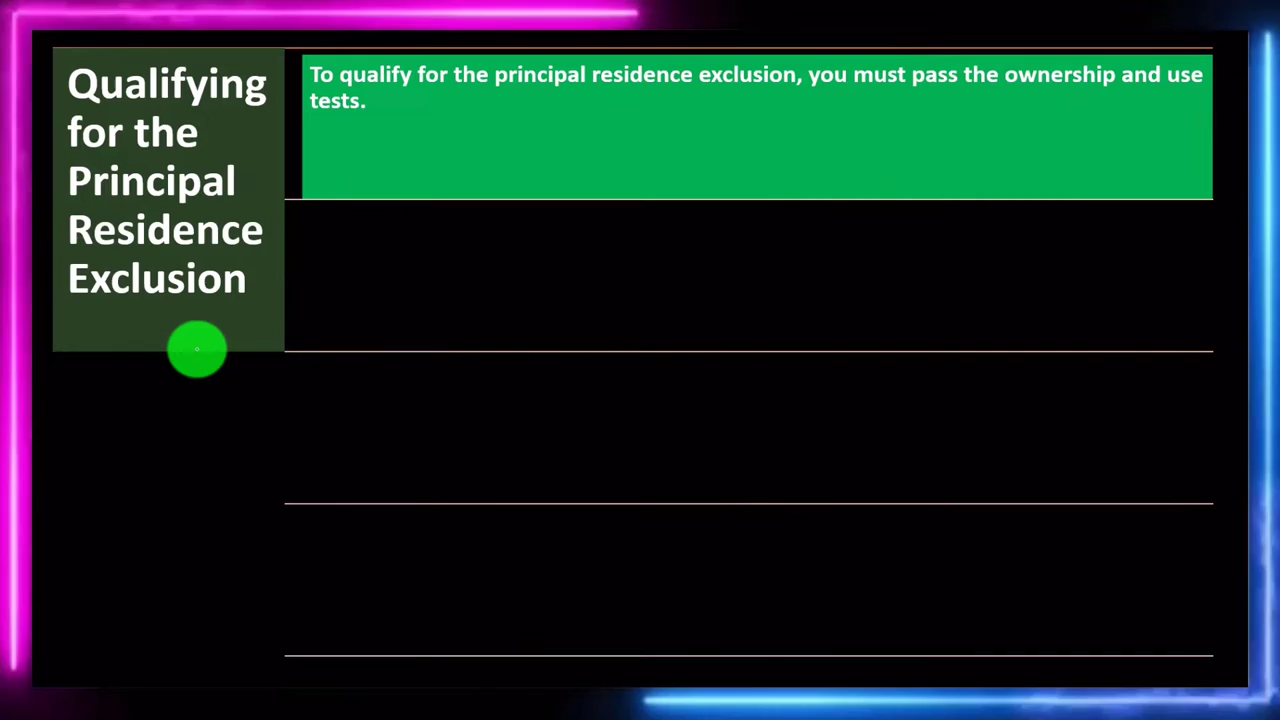 Qualifying
for the
Principal
Residence
Exclusion
To qualify for the principal residence exclusion, you must pass the ownership and use
tests.